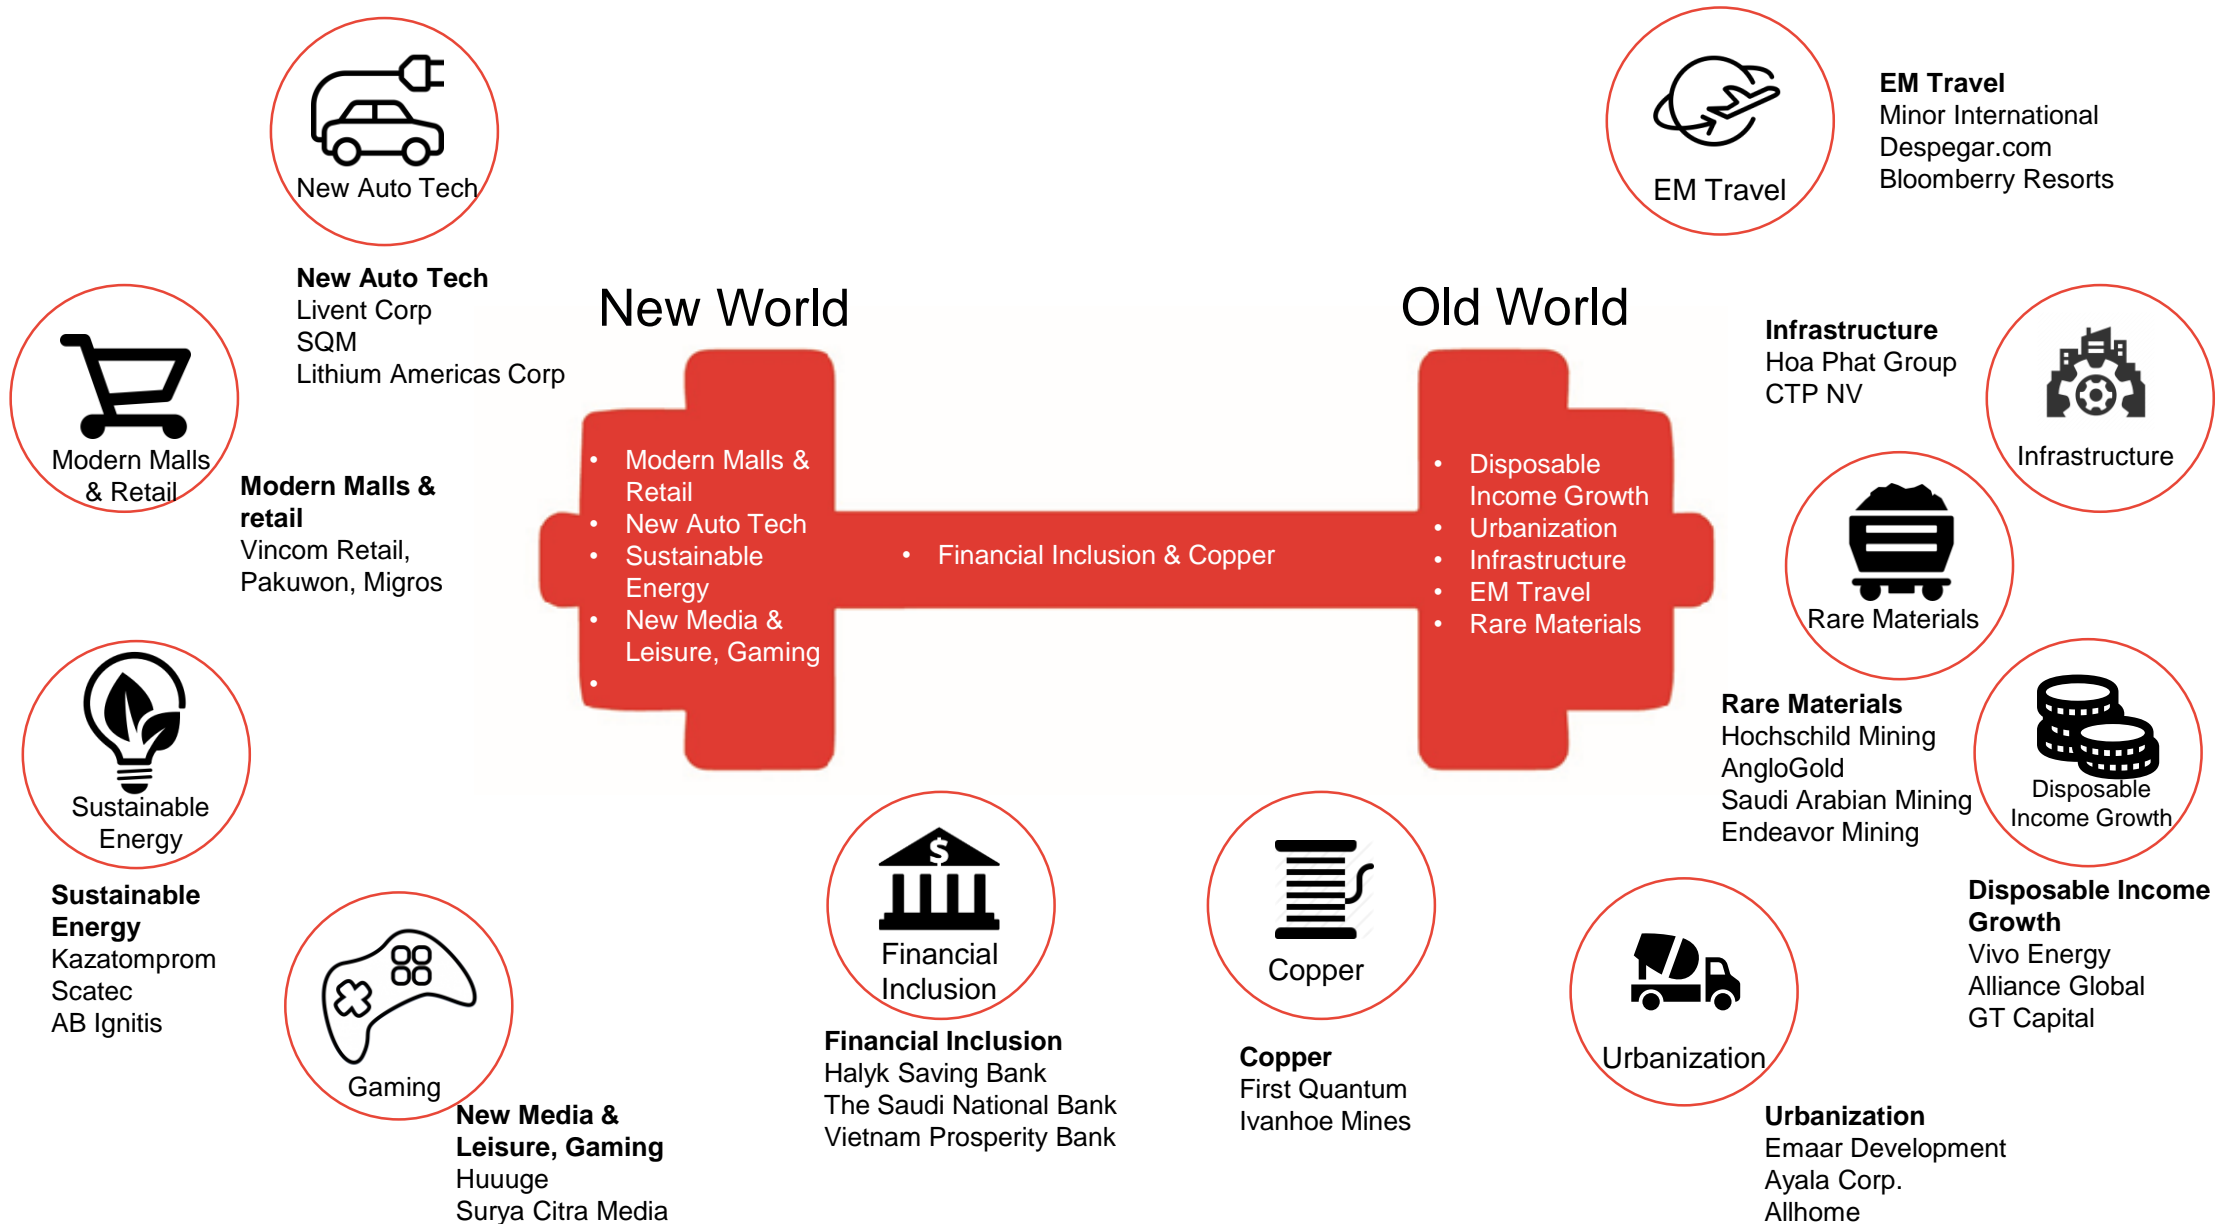 New Auto Tech
EM Travel
EM Travel
Minor International
Despegar.com
Bloomberry Resorts
New Auto Tech
Livent Corp
SQM
Lithium Americas Corp
New World
Old World
Infrastructure
Hoa Phat Group
CTP NV
Infrastructure
Modern Malls
& Retail
Modern Malls &
retail
Vincom Retail,
Pakuwon, Migros
• Modern Malls &
Retail
• New Auto Tech
• Sustainable
Energy
• New Media &
Leisure, Gaming
•
• Financial Inclusion & Copper
• Disposable
Income Growth
• Urbanization
• Infrastructure
• EM Travel
• Rare Materials
Rare Materials
Rare Materials
Hochschild Mining
AngloGold
Saudi Arabian Mining
Endeavor Mining
Disposable
Income Growth
Disposable Income
Growth
Vivo Energy
Alliance Global
GT Capital
Sustainable
Energy
Sustainable
Energy
Kazatomprom
Scatec
AB Ignitis
Gaming
New Media &
Leisure, Gaming
Huuuge
Surya Citra Media
$
Financial
Inclusion
Financial Inclusion
Halyk Saving Bank
The Saudi National Bank
Vietnam Prosperity Bank
Copper
Copper
First Quantum
Ivanhoe Mines
Urbanization
Urbanization
Emaar Development
Ayala Corp.
Allhome